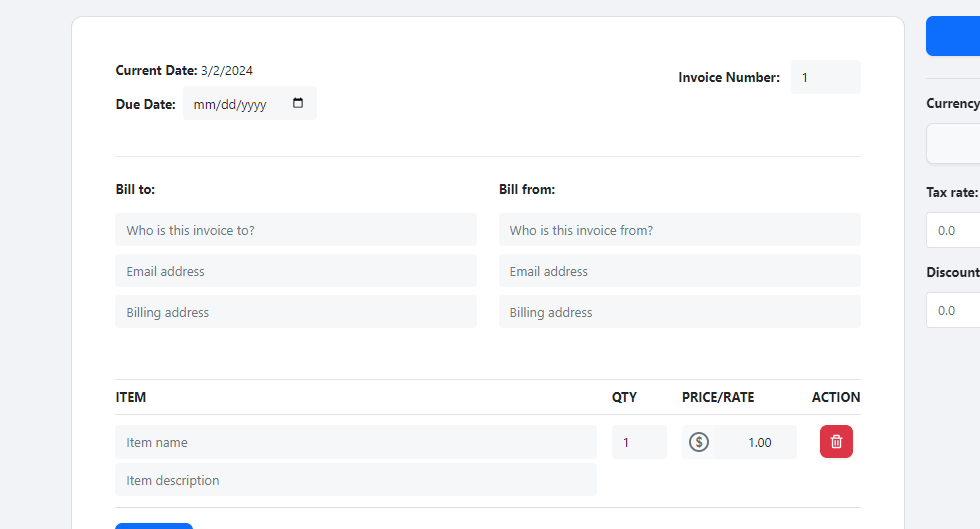 Current Date: 3/2/2024
Due Date: mm/dd/yyyy
Invoice Number: 1
Bill to:
Who is this invoice to?
Email address
Billing address
Bill from:
Who is this invoice from?
Email address
Billing address
ITEM QTY PRICE/RATE ACTION
Item name 1 $ 1.00
Item description
Currency
Tax rate:
0.0
Discount
0.0